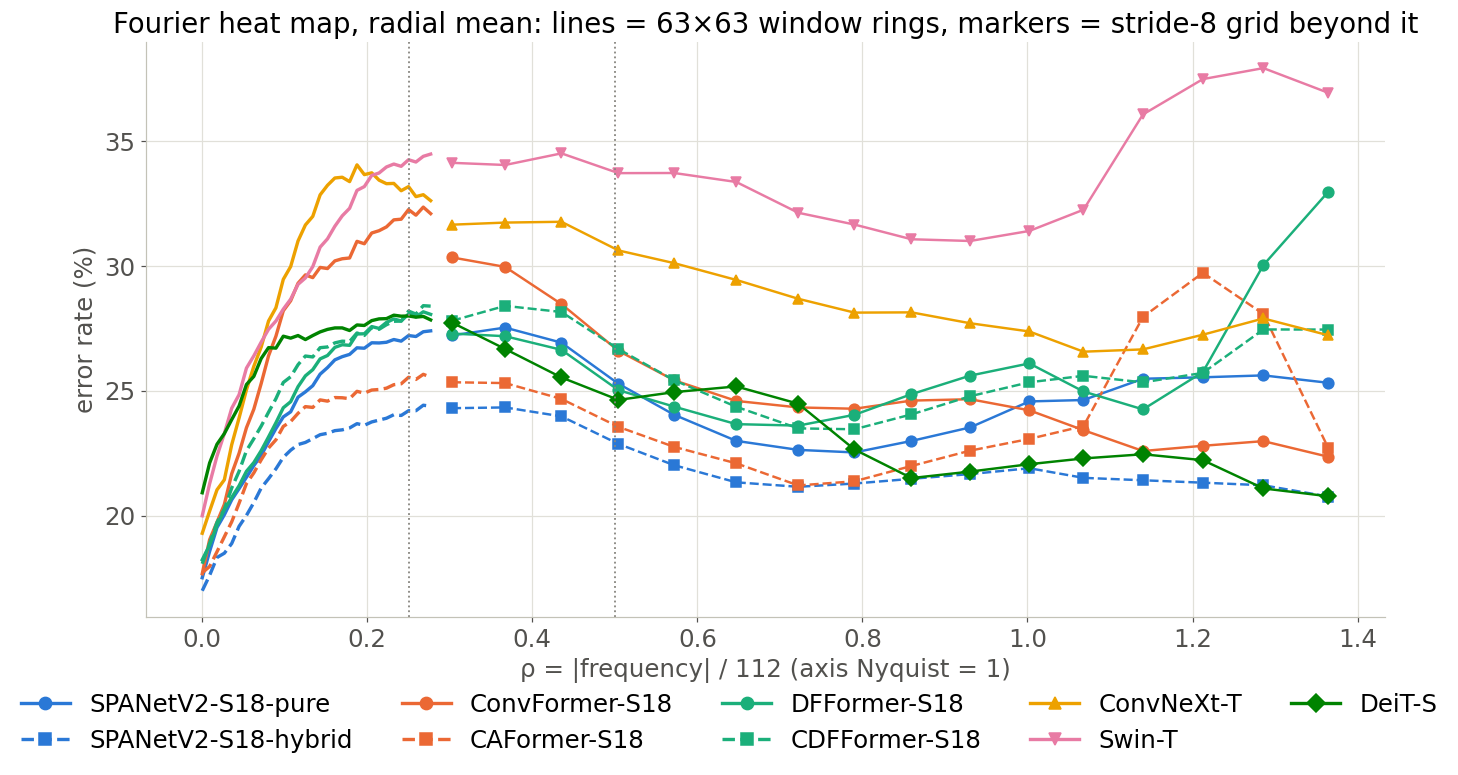 Fourier heat map, radial mean: lines = 63×63 window rings, markers = stride-8 grid beyond it
error rate (%)
35
30
25
20
0.0 0.2 0.4 0.6 0.8 1.0 1.2 1.4
ρ = |frequency| / 112 (axis Nyquist = 1)
SPANetV2-S18-pure ConvFormer-S18 DFFormer-S18 ConvNeXt-T DeiT-S
SPANetV2-S18-hybrid CAFormer-S18 CDFFormer-S18 Swin-T